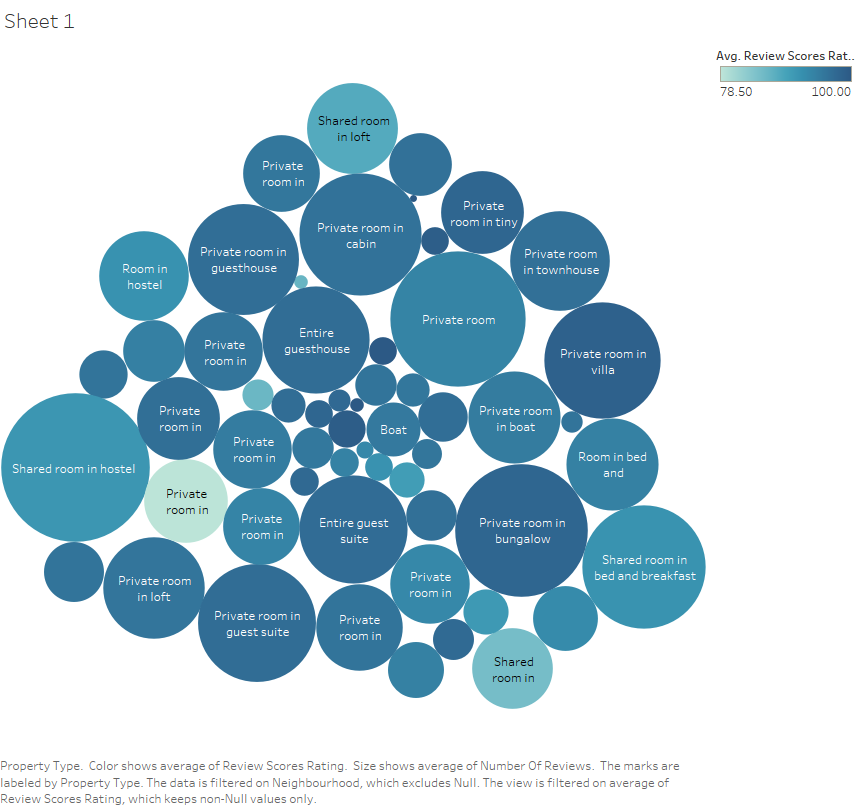 Sheet 1
Avg. Review Scores Rat..
78.50 100.00
Shared room
in loft
Private
room in
Private room in
cabin
Private
room in tiny
Private room in
guesthouse
Private room
in townhouse
Room in
hostel
Private room
Entire
guesthouse
Private
room in
Private room in
villa
Private
room in
Private room
in boat
Boat
Private
room in
Room in bed
and
Shared room in hostel
Private
room in
Private
room in
Entire guest
suite
Private room in
bungalow
Shared room in
bed and breakfast
Private room
in loft
Private
room in
Private room in
guest suite
Private
room in
Shared
room in
Property Type.  Color shows average of Review Scores Rating.  Size shows average of Number Of Reviews.  The marks are
labeled by Property Type. The data is filtered on Neighbourhood, which excludes Null. The view is filtered on average of
Review Scores Rating, which keeps non-Null values only.